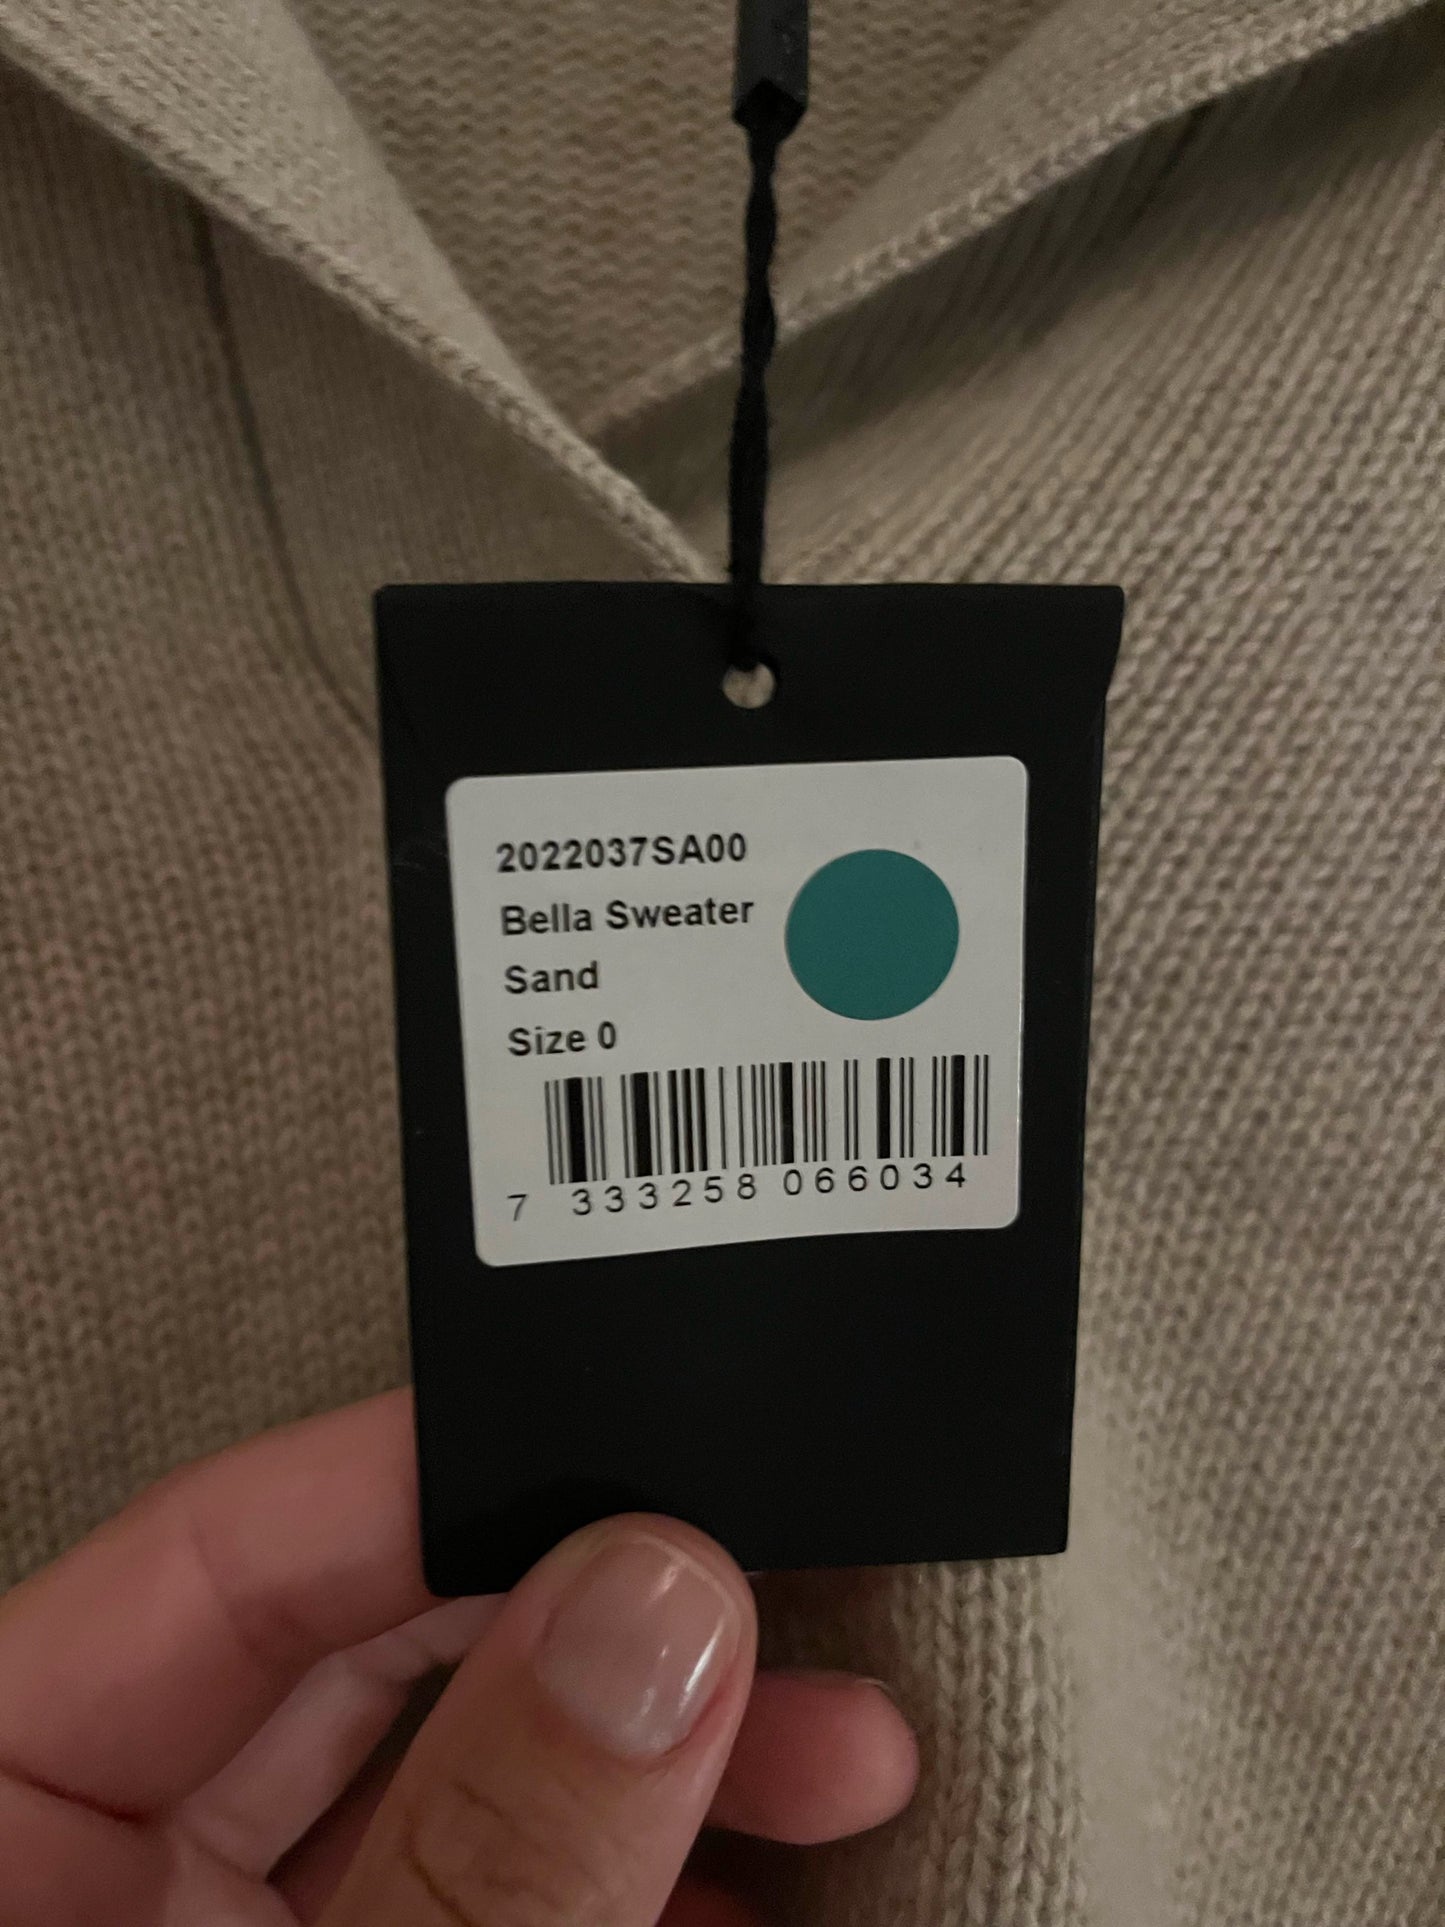 2022037SA00
Bella Sweater
Sand
Size 0
7 333258 066034